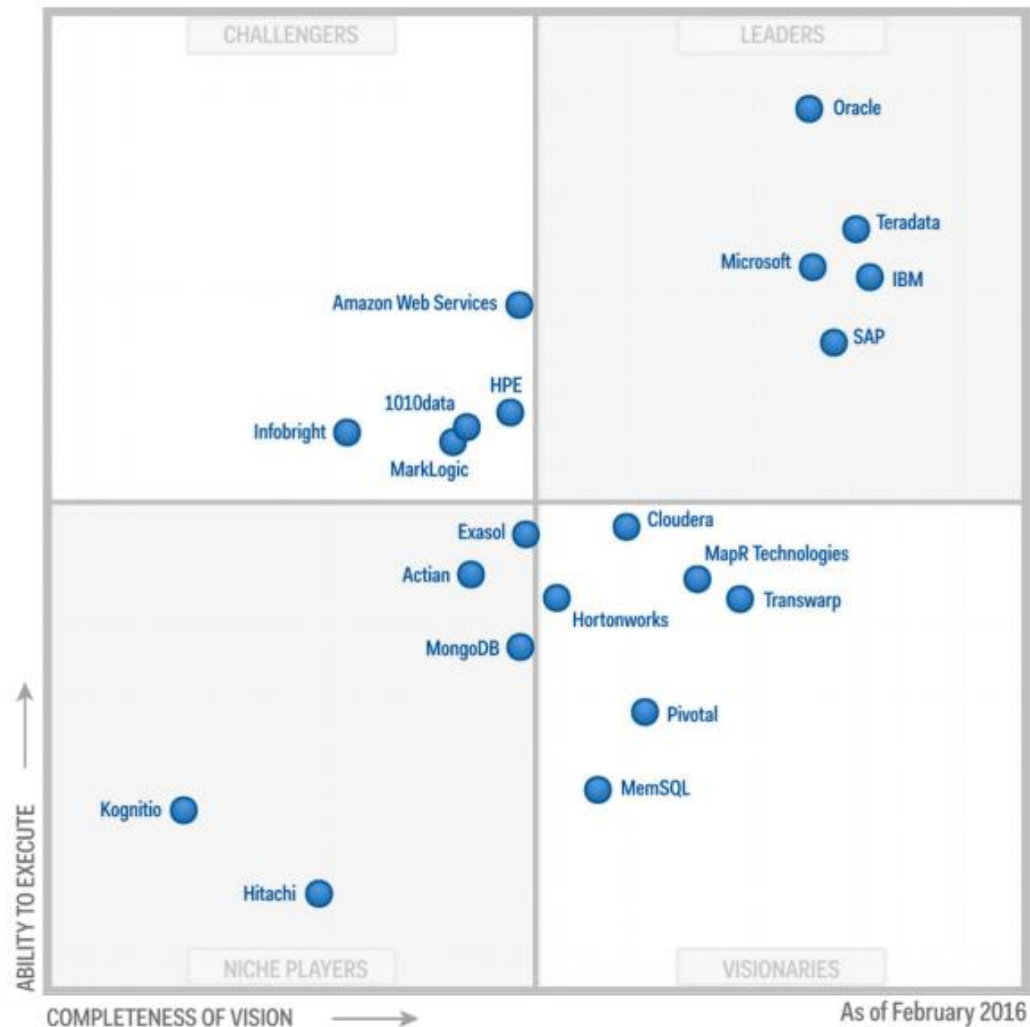 CHALLENGERS
LEADERS
Oracle
Teradata
Microsoft
IBM
Amazon Web Services
SAP
HPE
1010data
Infobright
MarkLogic
Exasol
Cloudera
MapR Technologies
Actian
Transwarp
Hortonworks
MongoDB
Pivotal
MemSQL
Kognitio
Hitachi
NICHE PLAYERS
VISIONARIES
ABILITY TO EXECUTE
COMPLETENESS OF VISION
As of February 2016